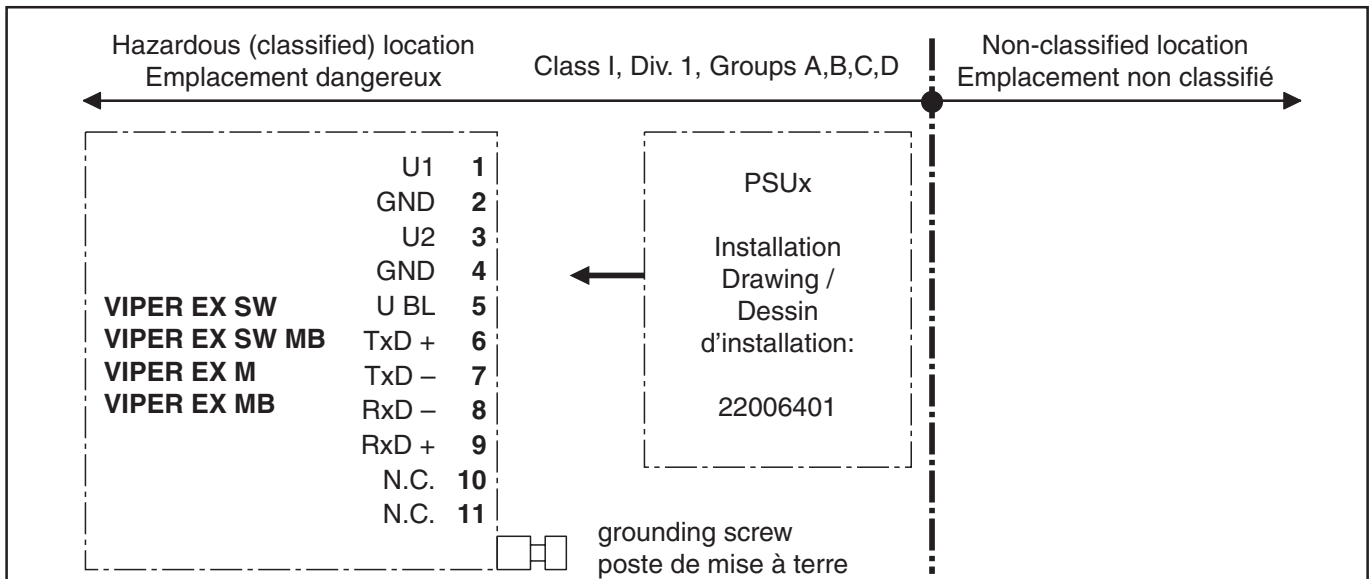 Hazardous (classified) location
Emplacement dangereux
Class I, Div. 1, Groups A,B,C,D
Non-classified location
Emplacement non classifié
U1 1
GND 2
U2 3
GND 4
VIPER EX SW U BL 5
VIPER EX SW MB TxD + 6
VIPER EX M TxD – 7
VIPER EX MB RxD – 8
RxD + 9
N.C. 10
N.C. 11
PSUx
Installation
Drawing /
Dessin
d'installation:
22006401
grounding screw
poste de mise à terre